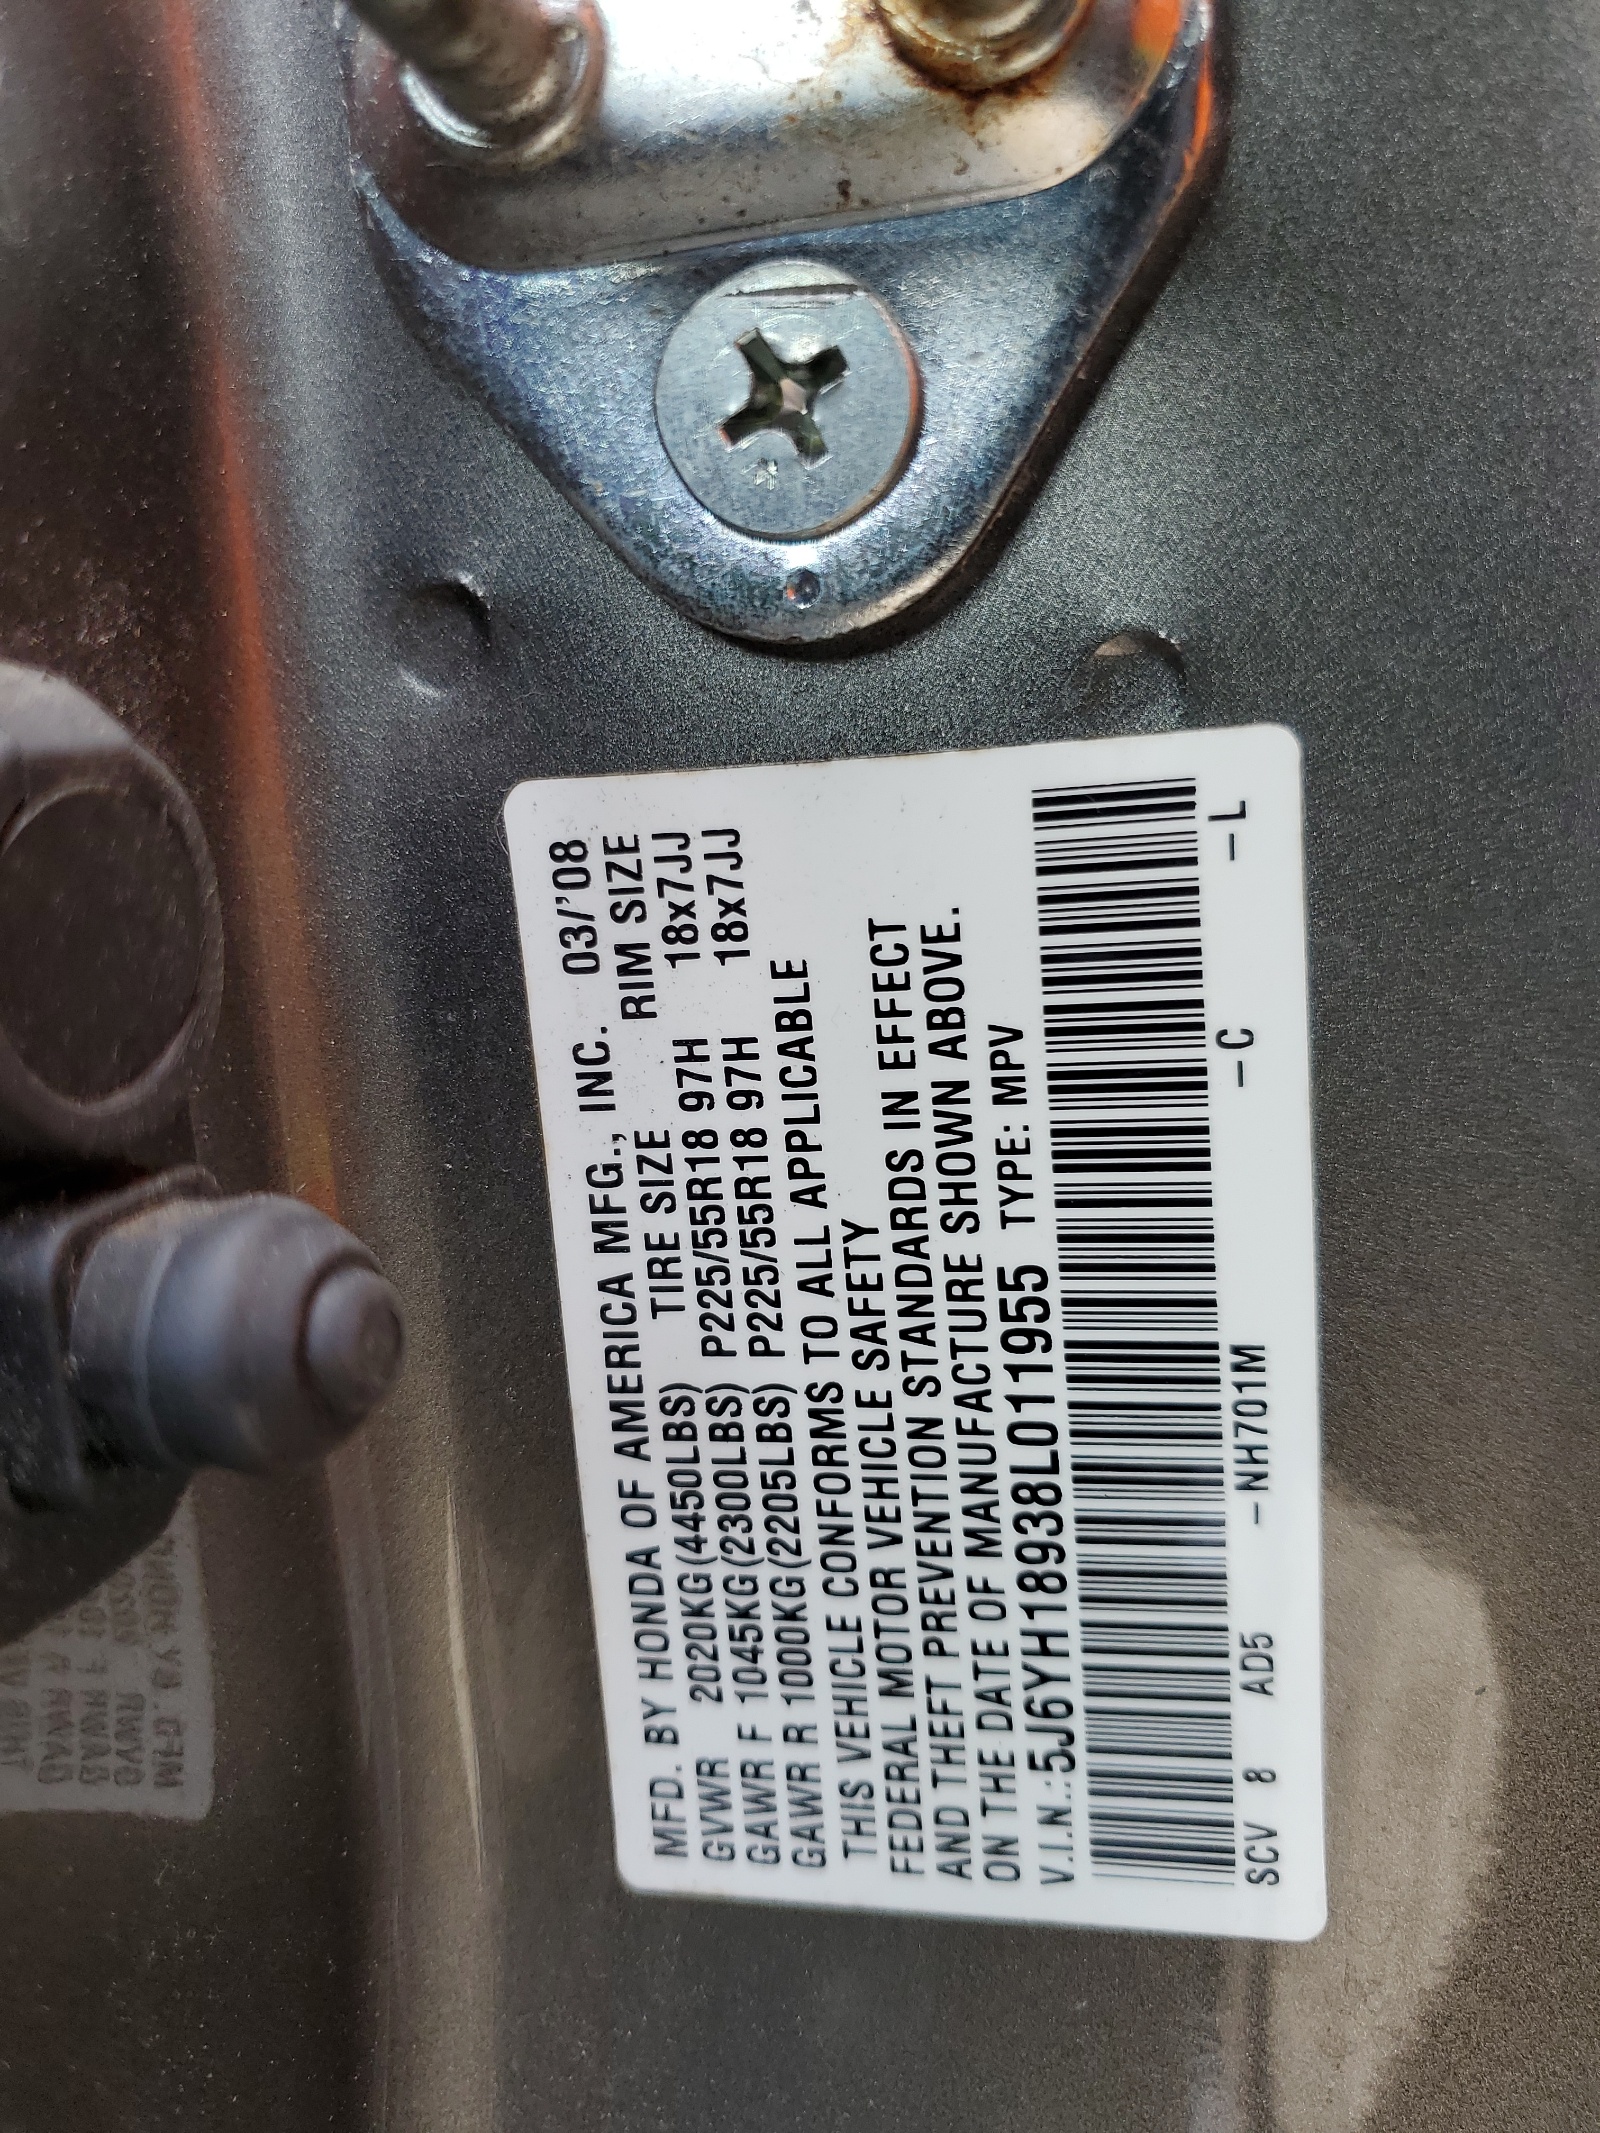 MFD. BY HONDA OF AMERICA MFG., INC. 03/'08
TIRE SIZE RIM SIZE
GVWR 2020KG(4450LBS) P225/55R18 97H 18x7JJ
GAWR F 1045KG(2300LBS) P225/55R18 97H 18x7JJ
GAWR R 1000KG(2205LBS)
THIS VEHICLE CONFORMS TO ALL APPLICABLE
FEDERAL MOTOR VEHICLE SAFETY
AND THEFT PREVENTION STANDARDS IN EFFECT
ON THE DATE OF MANUFACTURE SHOWN ABOVE.
V.I.N.:5J6YH18938L011955 TYPE: MPV
SCV 8 AD5 -NH701M -C -L